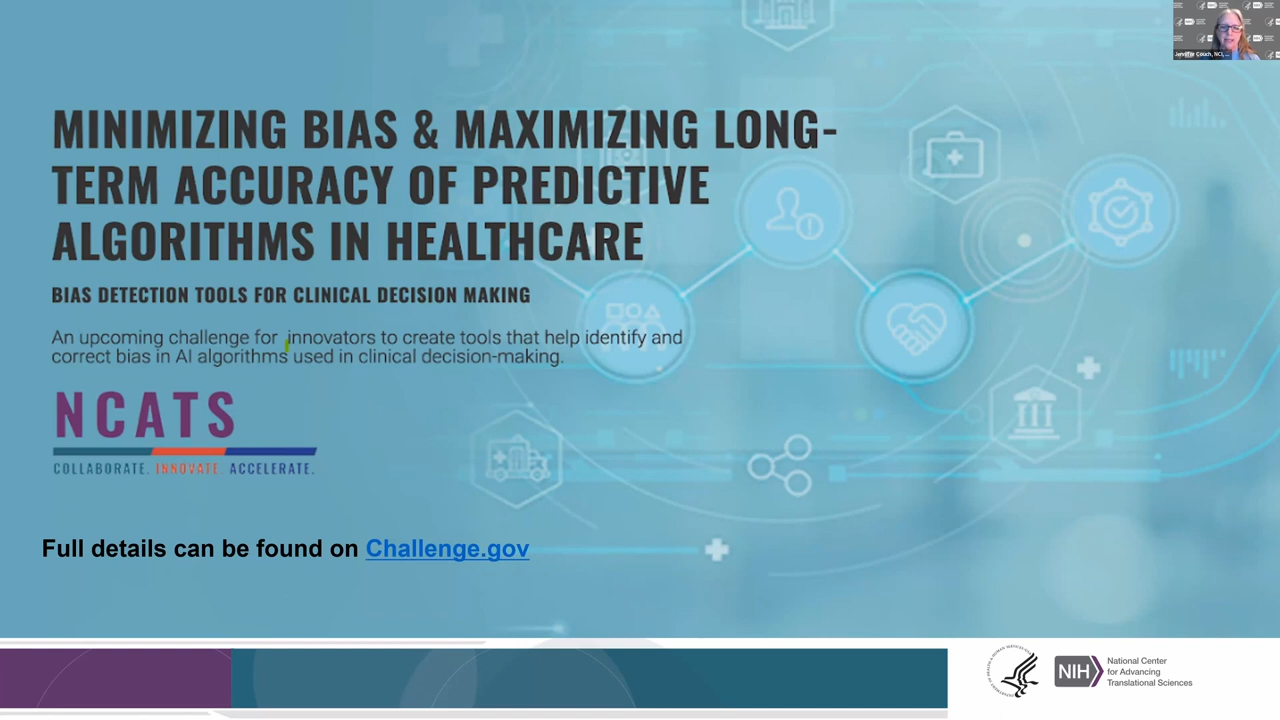 MINIMIZING BIAS & MAXIMIZING LONG-
TERM ACCURACY OF PREDICTIVE
ALGORITHMS IN HEALTHCARE
BIAS DETECTION TOOLS FOR CLINICAL DECISION MAKING
An upcoming challenge for innovators to create tools that help identify and
correct bias in AI algorithms used in clinical decision-making.
NCATS
COLLABORATE. INNOVATE. ACCELERATE.
Full details can be found on Challenge.gov
Jennifer Couch, NCI, ...
NIH
National Center
for Advancing
Translational Sciences